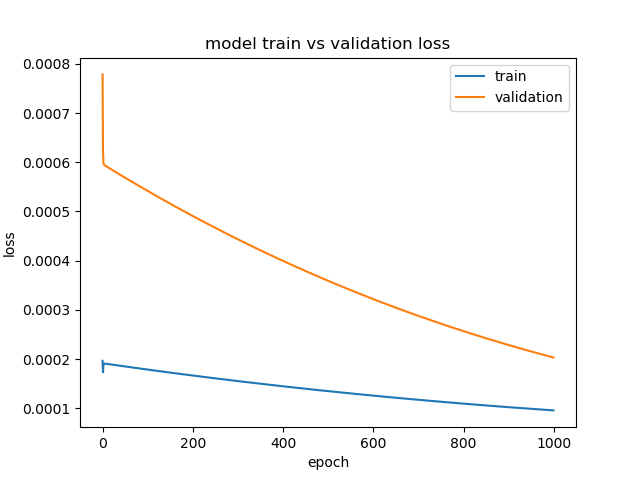 model train vs validation loss
0.0008
0.0007
0.0006
0.0005
0.0004
0.0003
0.0002
0.0001
loss
train
validation
0 200 400 600 800 1000
epoch